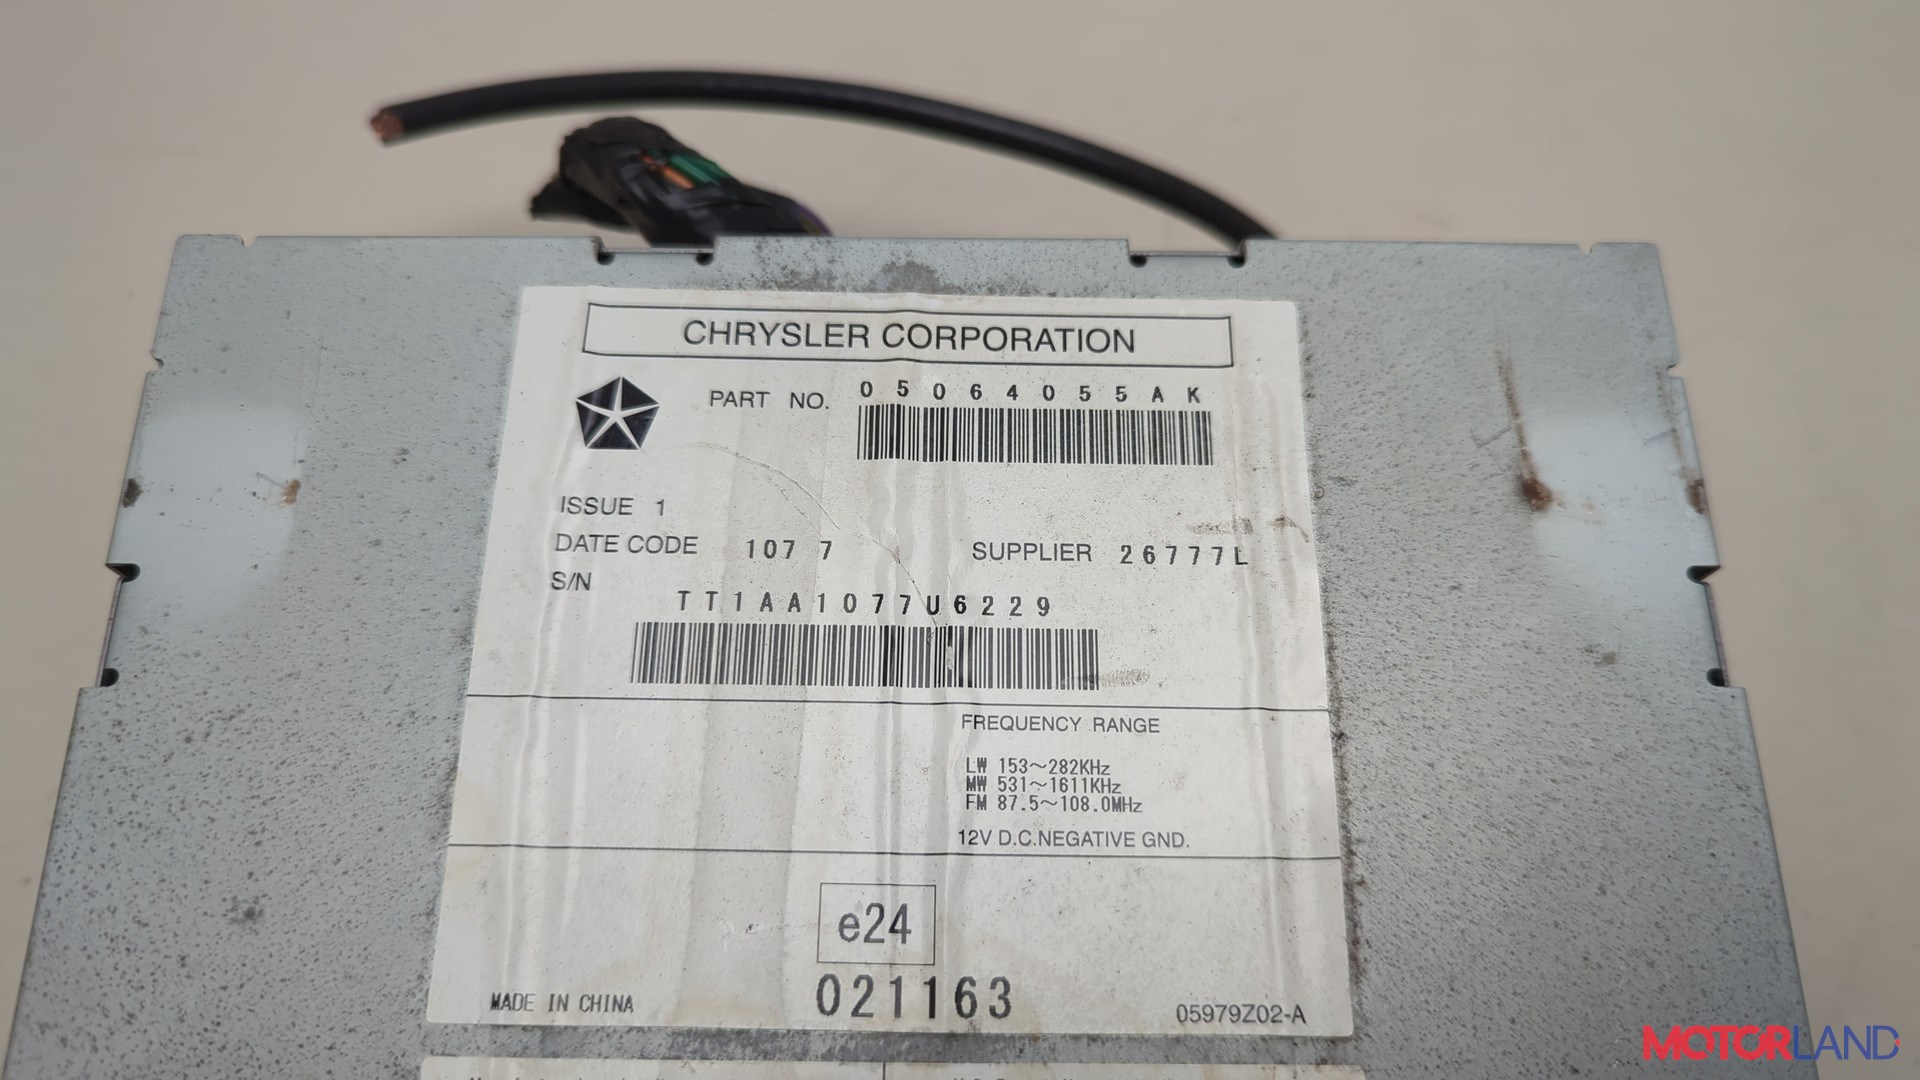 CHRYSLER CORPORATION
PART NO. 05064055AK
ISSUE 1
DATE CODE 107 7 SUPPLIER 26777L
S/N
TT1AA1077U6229
FREQUENCY RANGE
LW 153~282KHz
MW 531~1611KHz
FM 87.5~108.0MHz
12V D.C.NEGATIVE GND.
e24
021163
MADE IN CHINA
05979Z02-A
MOTORLAND